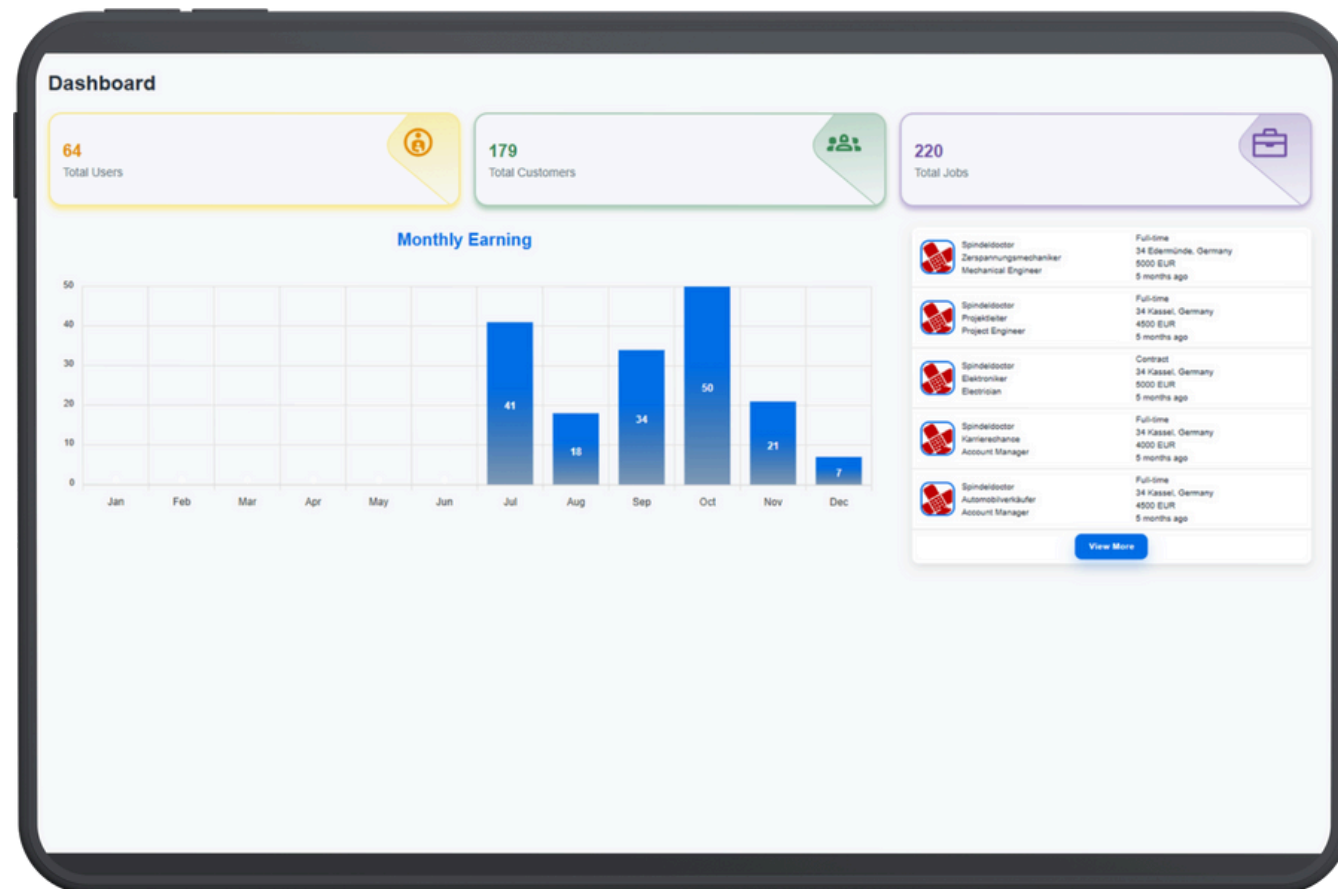 Dashboard
64
Total Users
179
Total Customers
220
Total Jobs
Monthly Earning
50
40
30
20
10
0
41
18
34
50
21
7
Jan Feb Mar Apr May Jun Jul Aug Sep Oct Nov Dec
Spindeldoctor
Zerspannungsmechaniker
Mechanical Engineer
Full-time
34 Edermünde, Germany
5000 EUR
5 months ago
Spindeldoctor
Projektleiter
Project Engineer
Full-time
34 Kassel, Germany
4500 EUR
5 months ago
Spindeldoctor
Elektroniker
Electrician
Contract
34 Kassel, Germany
5000 EUR
5 months ago
Spindeldoctor
Karrierechance
Account Manager
Full-time
34 Kassel, Germany
4000 EUR
5 months ago
Spindeldoctor
Automobilverkäufer
Account Manager
Full-time
34 Kassel, Germany
4500 EUR
5 months ago
View More